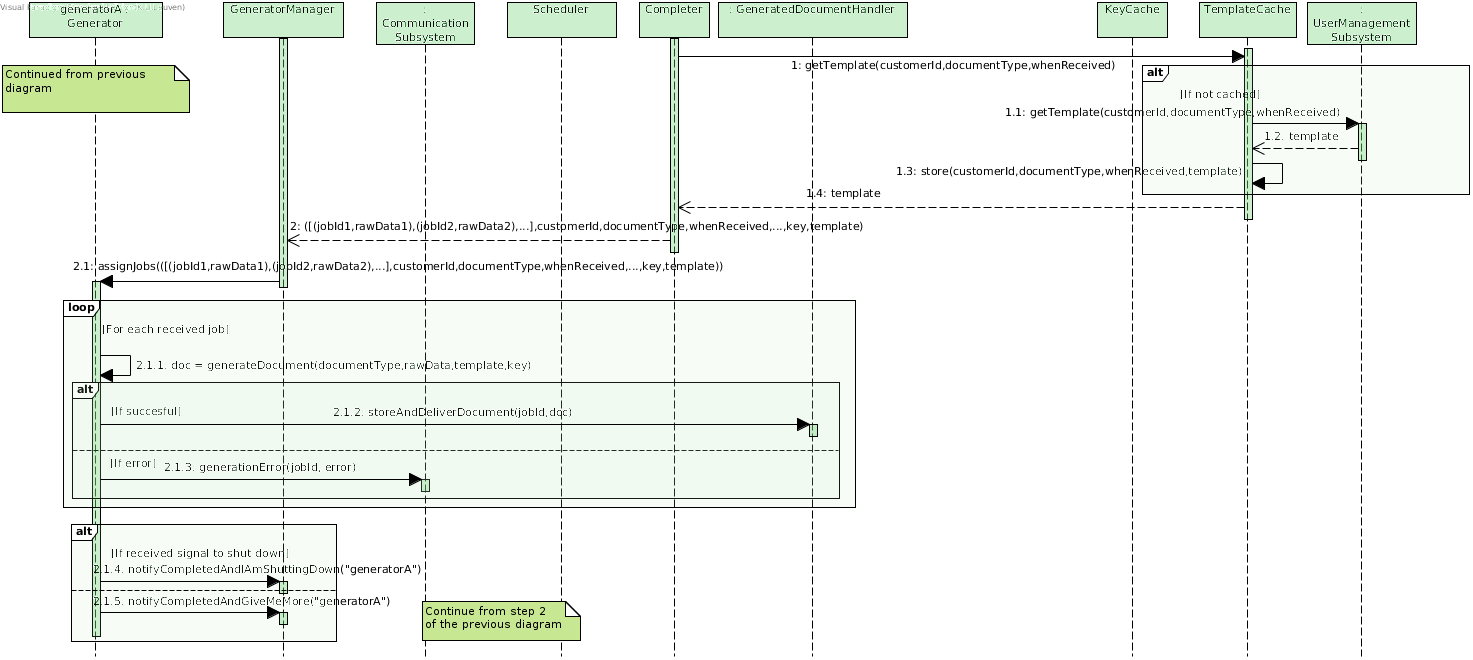 Visual
generatorA :
Generator
GeneratorManager
:
Communication
Subsystem
Scheduler
Completer
: GeneratedDocumentHandler
KeyCache
TemplateCache
:
UserManagement
Subsystem
Continued from previous
diagram
1: getTemplate(customerId,documentType,whenReceived)
alt
[If not cached]
1.1: getTemplate(customerId,documentType,whenReceived)
1.2. template
1.3: store(customerId,documentType,whenReceived,template)
1.4: template
2: ([(jobId1,rawData1),(jobId2,rawData2),...],customerId,documentType,whenReceived,...,key,template)
2.1: assignJobs(([(jobId1,rawData1),(jobId2,rawData2),...],customerId,documentType,whenReceived,...,key,template))
loop
[For each received job]
2.1.1. doc = generateDocument(documentType,rawData,template,key)
alt
[If succesful]
2.1.2. storeAndDeliverDocument(jobId,doc)
[If error]
2.1.3. generationError(jobId, error)
alt
[If received signal to shut down]
2.1.4. notifyCompletedAndIAmShuttingDown("generatorA")
2.1.5. notifyCompletedAndGiveMeMore("generatorA")
Continue from step 2
of the previous diagram